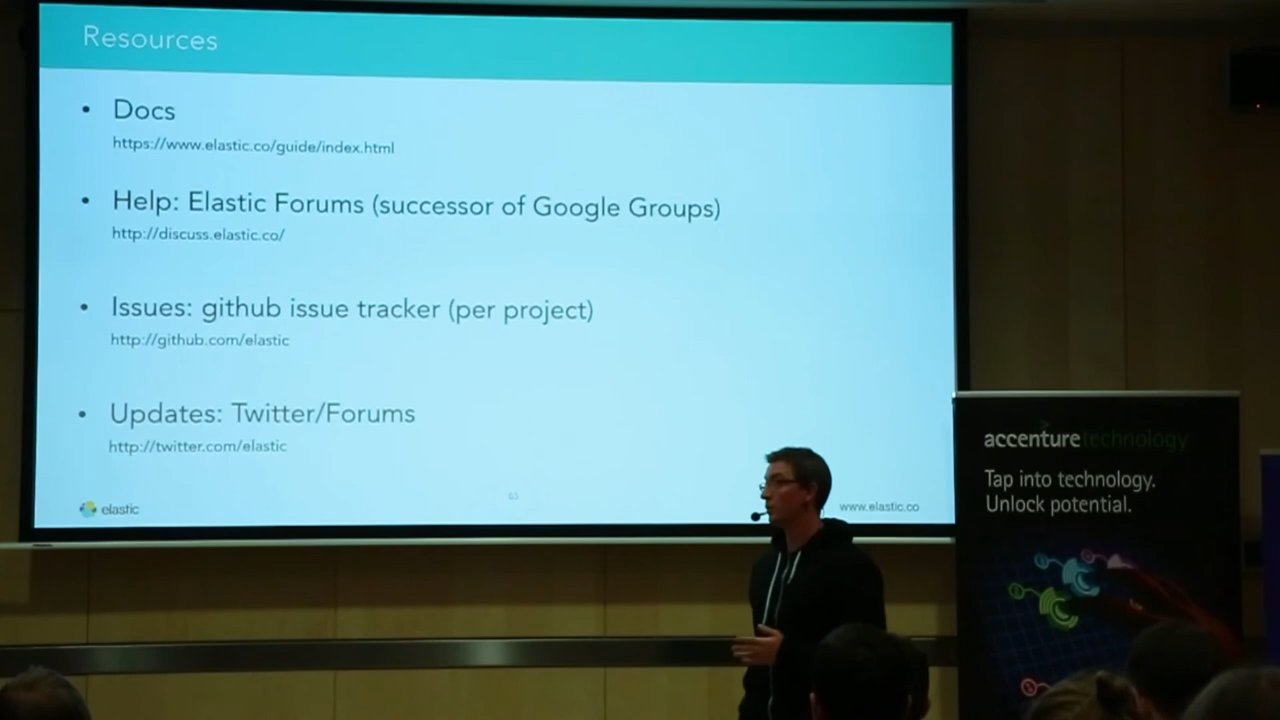 Resources
• Docs
https://www.elastic.co/guide/index.html
• Help: Elastic Forums (successor of Google Groups)
http://discuss.elastic.co/
• Issues: github issue tracker (per project)
http://github.com/elastic
• Updates: Twitter/Forums
http://twitter.com/elastic
elastic
www.elastic.co
accenturetechnology
Tap into technology.
Unlock potential.